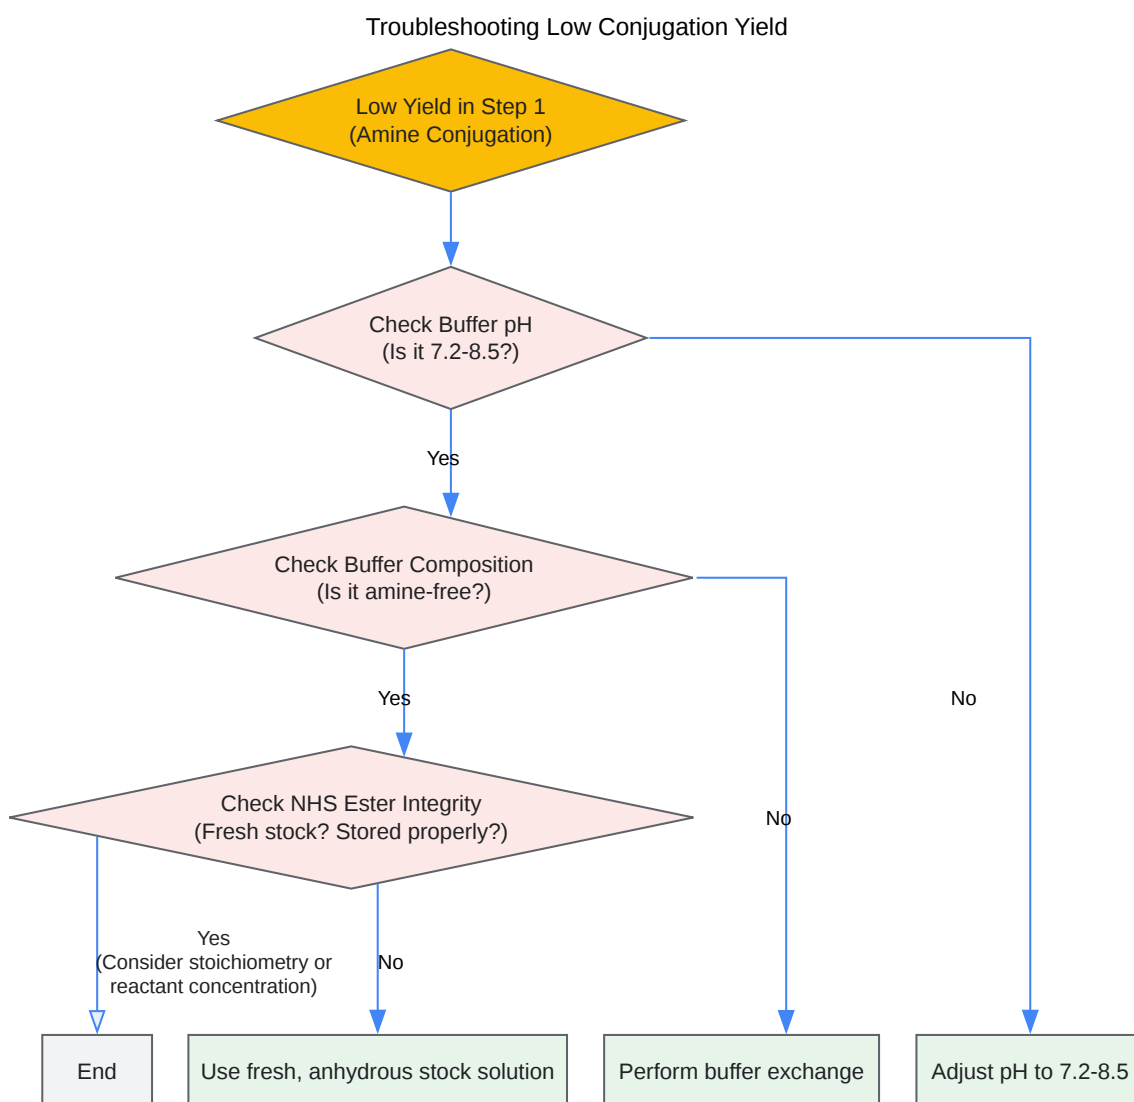 Troubleshooting Low Conjugation Yield
Low Yield in Step 1
(Amine Conjugation)
Check Buffer pH
(Is it 7.2-8.5?)
Yes
Check Buffer Composition
(Is it amine-free?)
Yes
No
Check NHS Ester Integrity
(Fresh stock? Stored properly?)
No
Yes
(Consider stoichiometry or
reactant concentration)
No
End
Use fresh, anhydrous stock solution
Perform buffer exchange
Adjust pH to 7.2-8.5